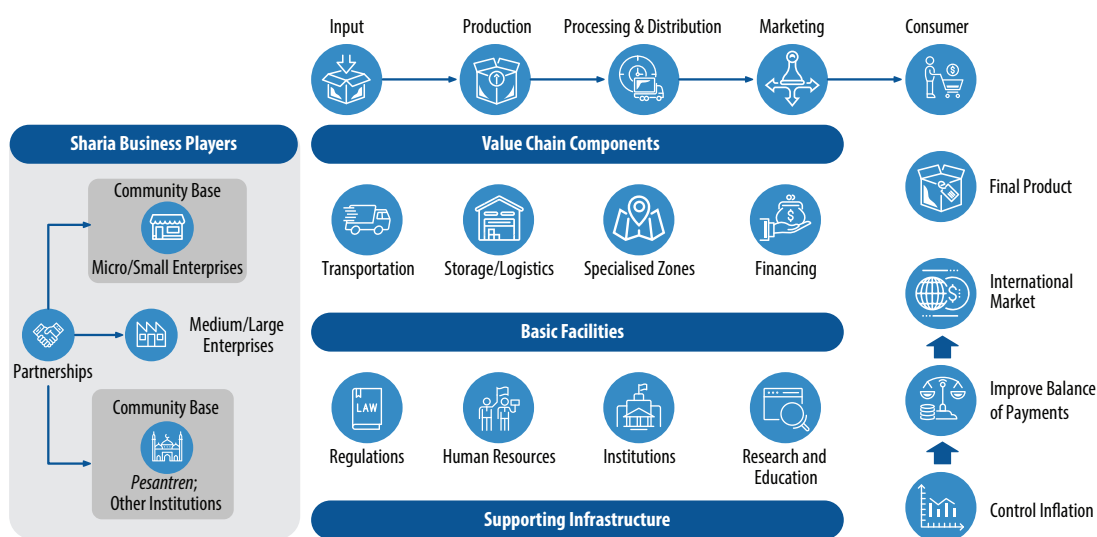 Input
Production
Processing & Distribution
Marketing
Consumer
Sharia Business Players
Value Chain Components
Community Base
Micro/Small Enterprises
Partnerships
Medium/Large
Enterprises
Community Base
Pesantren;
Other Institutions
Transportation
Storage/Logistics
Specialised Zones
Financing
Basic Facilities
LAW
Regulations
Human Resources
Institutions
Research and
Education
Supporting Infrastructure
Final Product
International
Market
Improve Balance
of Payments
Control Inflation